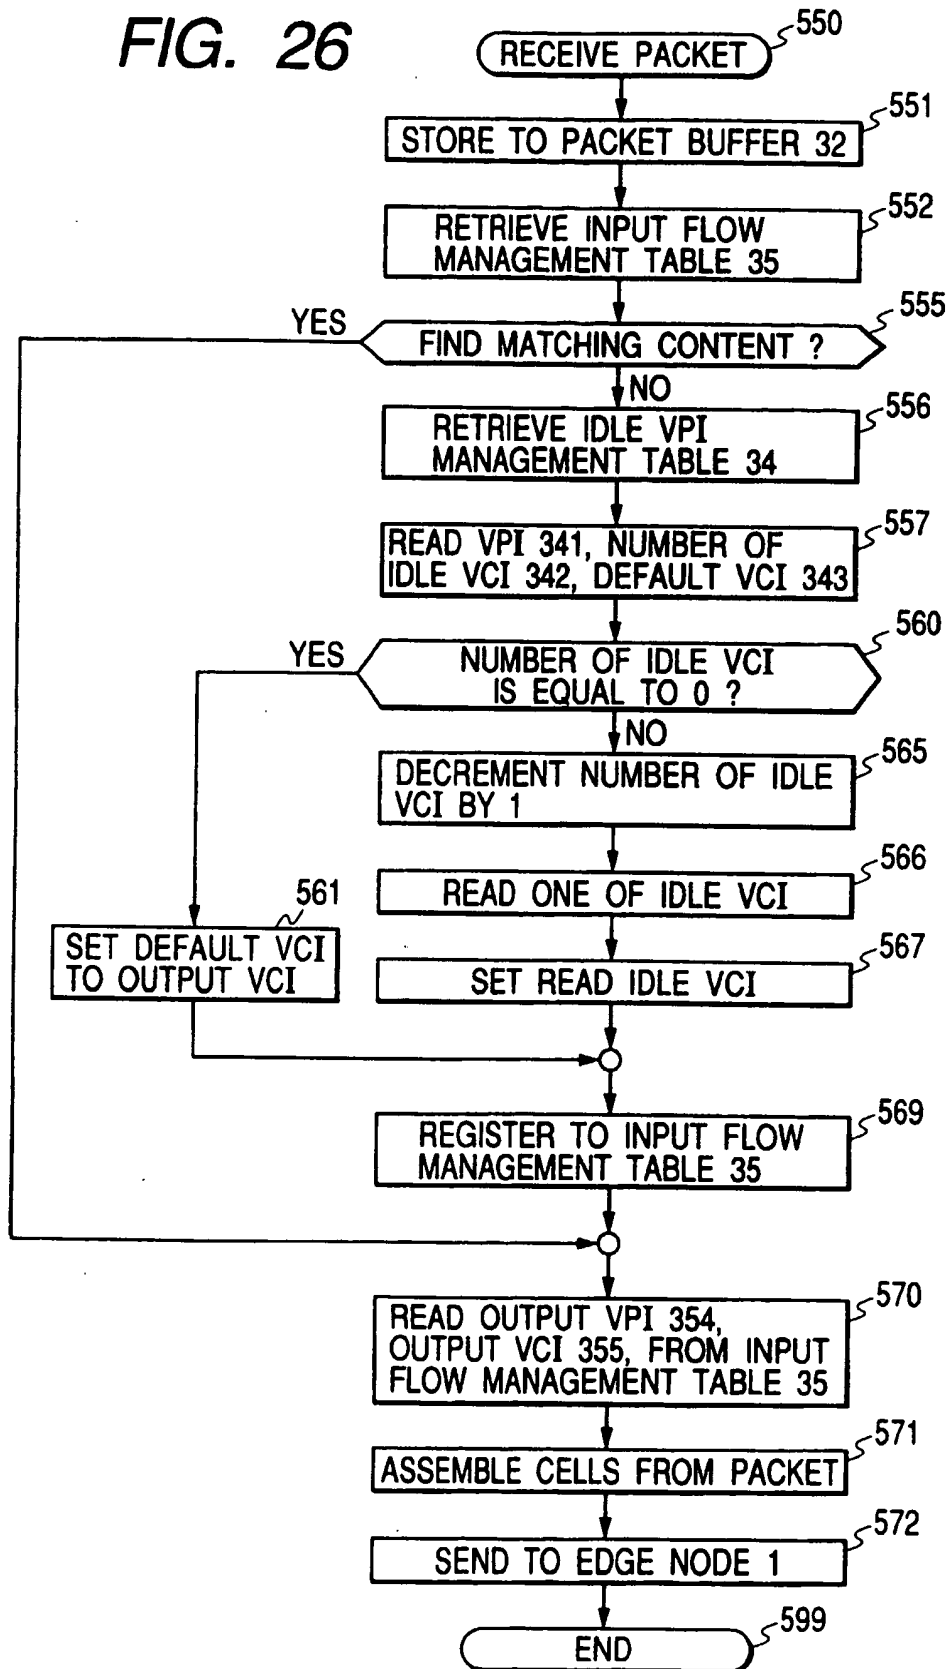 FIG. 26
550
RECEIVE PACKET
551
STORE TO PACKET BUFFER 32
552
RETRIEVE INPUT FLOW
MANAGEMENT TABLE 35
555
YES
FIND MATCHING CONTENT ?
NO
556
RETRIEVE IDLE VPI
MANAGEMENT TABLE 34
557
READ VPI 341, NUMBER OF
IDLE VCI 342, DEFAULT VCI 343
560
YES
NUMBER OF IDLE VCI
IS EQUAL TO 0 ?
NO
565
DECREMENT NUMBER OF IDLE
VCI BY 1
566
READ ONE OF IDLE VCI
561
SET DEFAULT VCI
TO OUTPUT VCI
567
SET READ IDLE VCI
569
REGISTER TO INPUT FLOW
MANAGEMENT TABLE 35
570
READ OUTPUT VPI 354,
OUTPUT VCI 355, FROM INPUT
FLOW MANAGEMENT TABLE 35
571
ASSEMBLE CELLS FROM PACKET
572
SEND TO EDGE NODE 1
599
END